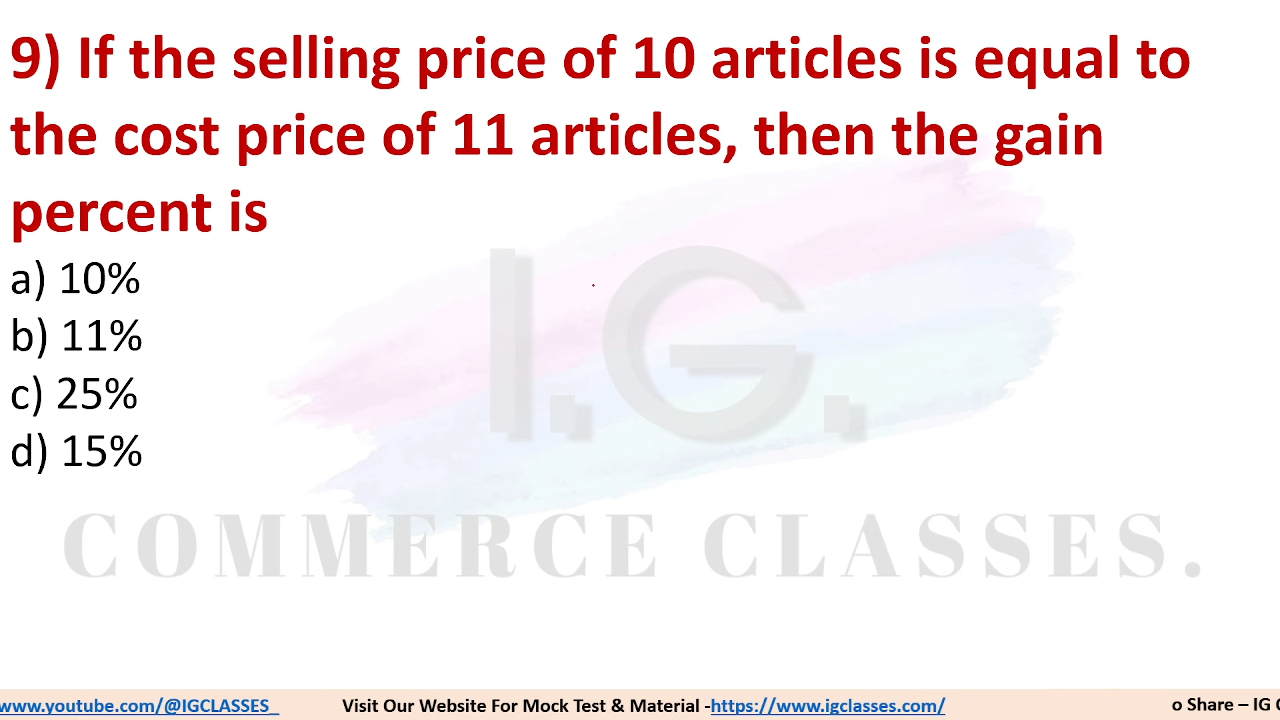 9) If the selling price of 10 articles is equal to
the cost price of 11 articles, then the gain
percent is
a) 10%
b) 11%
c) 25%
d) 15%
I.G.
COMMERCE CLASSES.
www.youtube.com/@IGCLASSES_ Visit Our Website For Mock Test & Material -https://www.igclasses.com/ o Share – IG